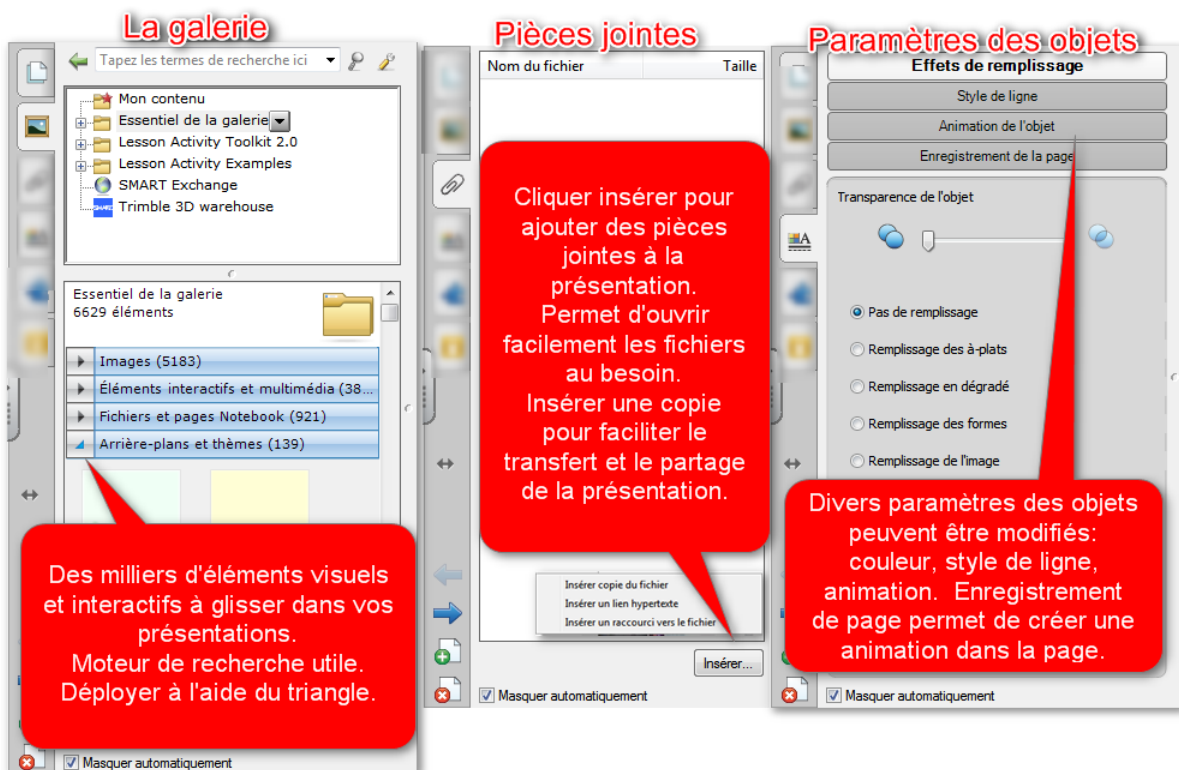 La galerie
Tapez les termes de recherche ici
Mon contenu
Essentiel de la galerie
Lesson Activity Toolkit 2.0
Lesson Activity Examples
SMART Exchange
Trimble 3D warehouse
Essentiel de la galerie
6629 éléments
Images (5183)
Éléments interactifs et multimédia (38...
Fichiers et pages Notebook (921)
Arrière-plans et thèmes (139)
Des milliers d'éléments visuels
et interactifs à glisser dans vos
présentations.
Moteur de recherche utile.
Déployer à l'aide du triangle.
Masquer automatiquement
Pièces jointes
Nom du fichier Taille
Cliquer insérer pour
ajouter des pièces
jointes à la
présentation.
Permet d'ouvrir
facilement les fichiers
au besoin.
Insérer une copie
pour faciliter le
transfert et le partage
de la présentation.
Insérer copie du fichier
Insérer un lien hypertexte
Insérer un raccourci vers le fichier
Insérer...
Masquer automatiquement
Paramètres des objets
Effets de remplissage
Style de ligne
Animation de l'objet
Enregistrement de la page
Transparence de l'objet
Pas de remplissage
Remplissage des à-plats
Remplissage en dégradé
Remplissage des formes
Remplissage de l'image
Divers paramètres des objets
peuvent être modifiés:
couleur, style de ligne,
animation. Enregistrement
de page permet de créer une
animation dans la page.
Masquer automatiquement